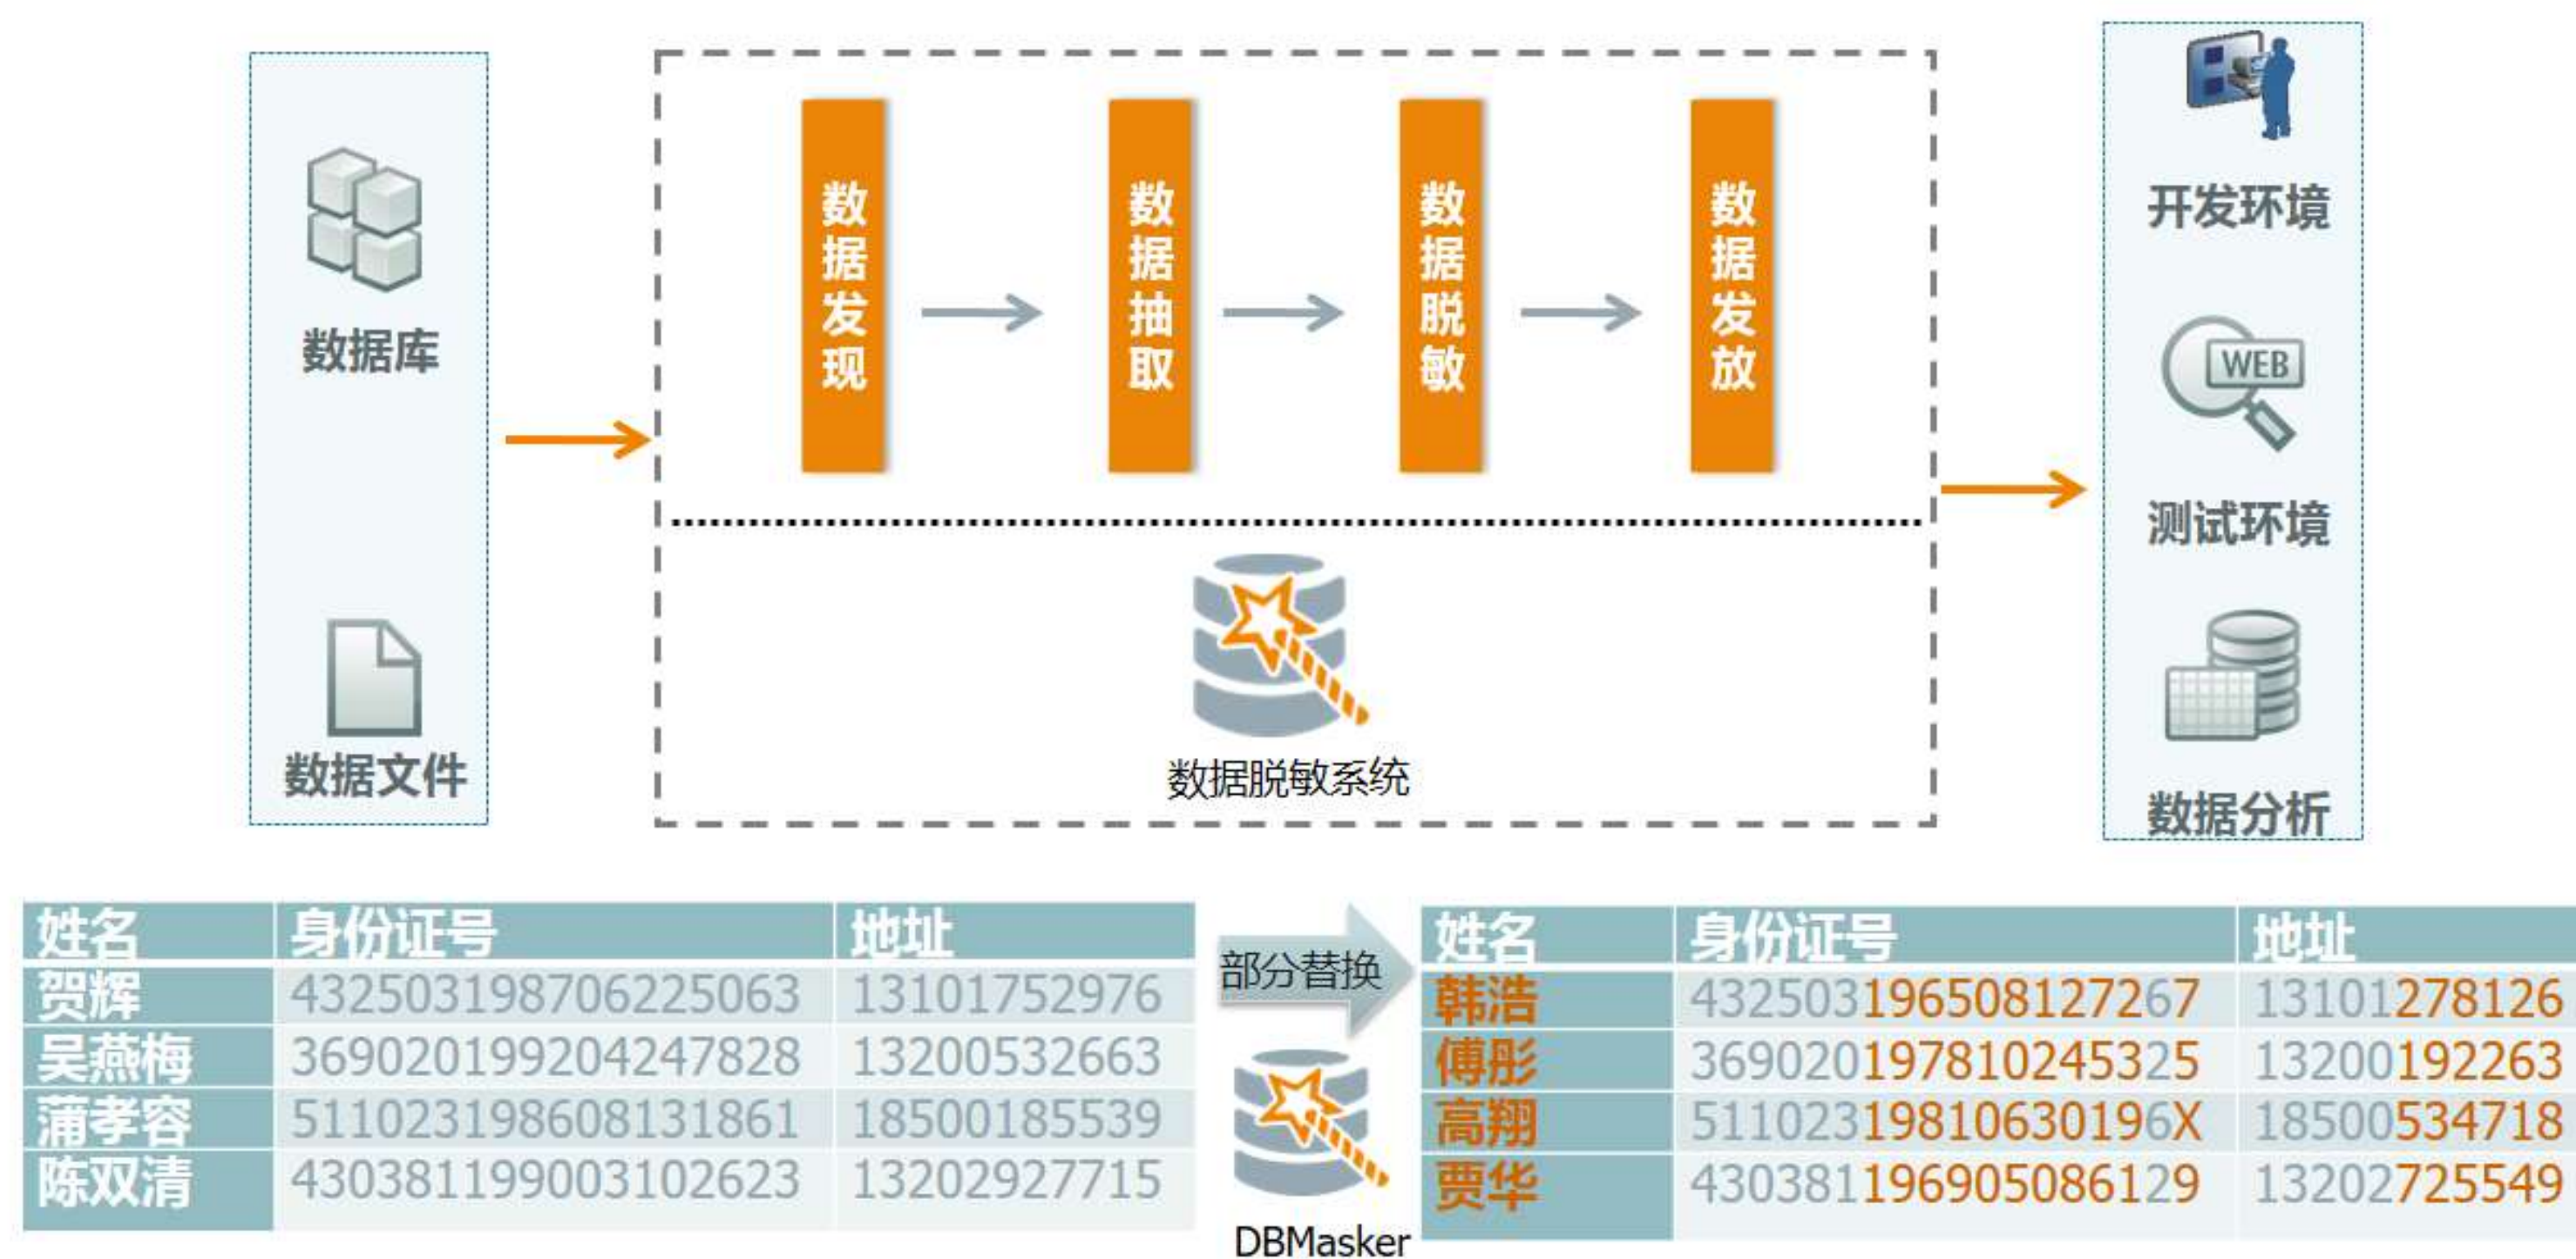 数据库
数据文件
数据发现
数据抽取
数据脱敏
数据发放
数据脱敏系统
开发环境
WEB
测试环境
数据分析
姓名 身份证号 地址
贺辉 432503198706225063 13101752976
吴燕梅 369020199204247828 13200532663
蒲孝容 511023198608131861 18500185539
陈双清 430381199003102623 13202927715
部分替换
DBMasker
姓名 身份证号 地址
韩浩 432503196508127267 13101278126
傅彤 369020197810245325 13200192263
高翔 51102319810630196X 18500534718
贾华 430381196905086129 13202725549